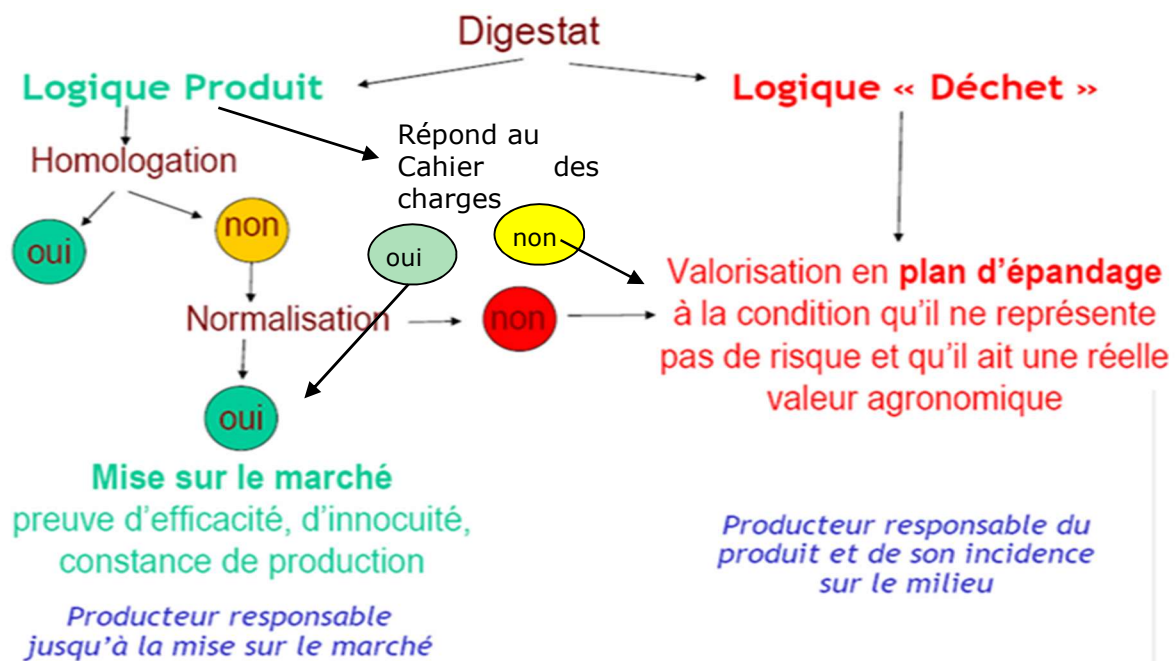 Digestat
Logique Produit
Logique « Déchet »
Répond au
Cahier des
charges
Homologation
oui
non
oui
non
Normalisation
non
oui
Valorisation en plan d'épandage
à la condition qu'il ne représente
pas de risque et qu'il ait une réelle
valeur agronomique
Mise sur le marché
preuve d'efficacité, d'innocuité,
constance de production
Producteur responsable du
produit et de son incidence
sur le milieu
Producteur responsable
jusqu'à la mise sur le marché